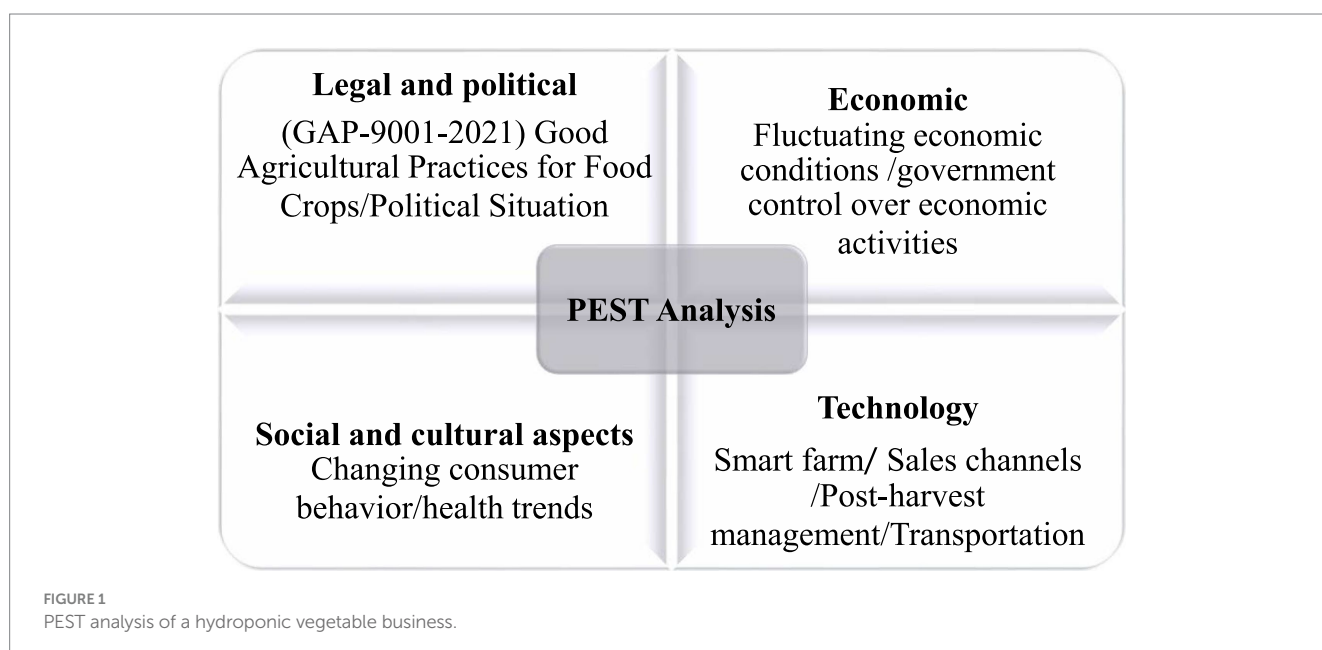 Legal and political
(GAP-9001-2021) Good
Agricultural Practices for Food
Crops/Political Situation
Economic
Fluctuating economic
conditions /government
control over economic
activities
PEST Analysis
Social and cultural aspects
Changing consumer
behavior/health trends
Technology
Smart farm/ Sales channels
/Post-harvest
management/Transportation
FIGURE 1
PEST analysis of a hydroponic vegetable business.